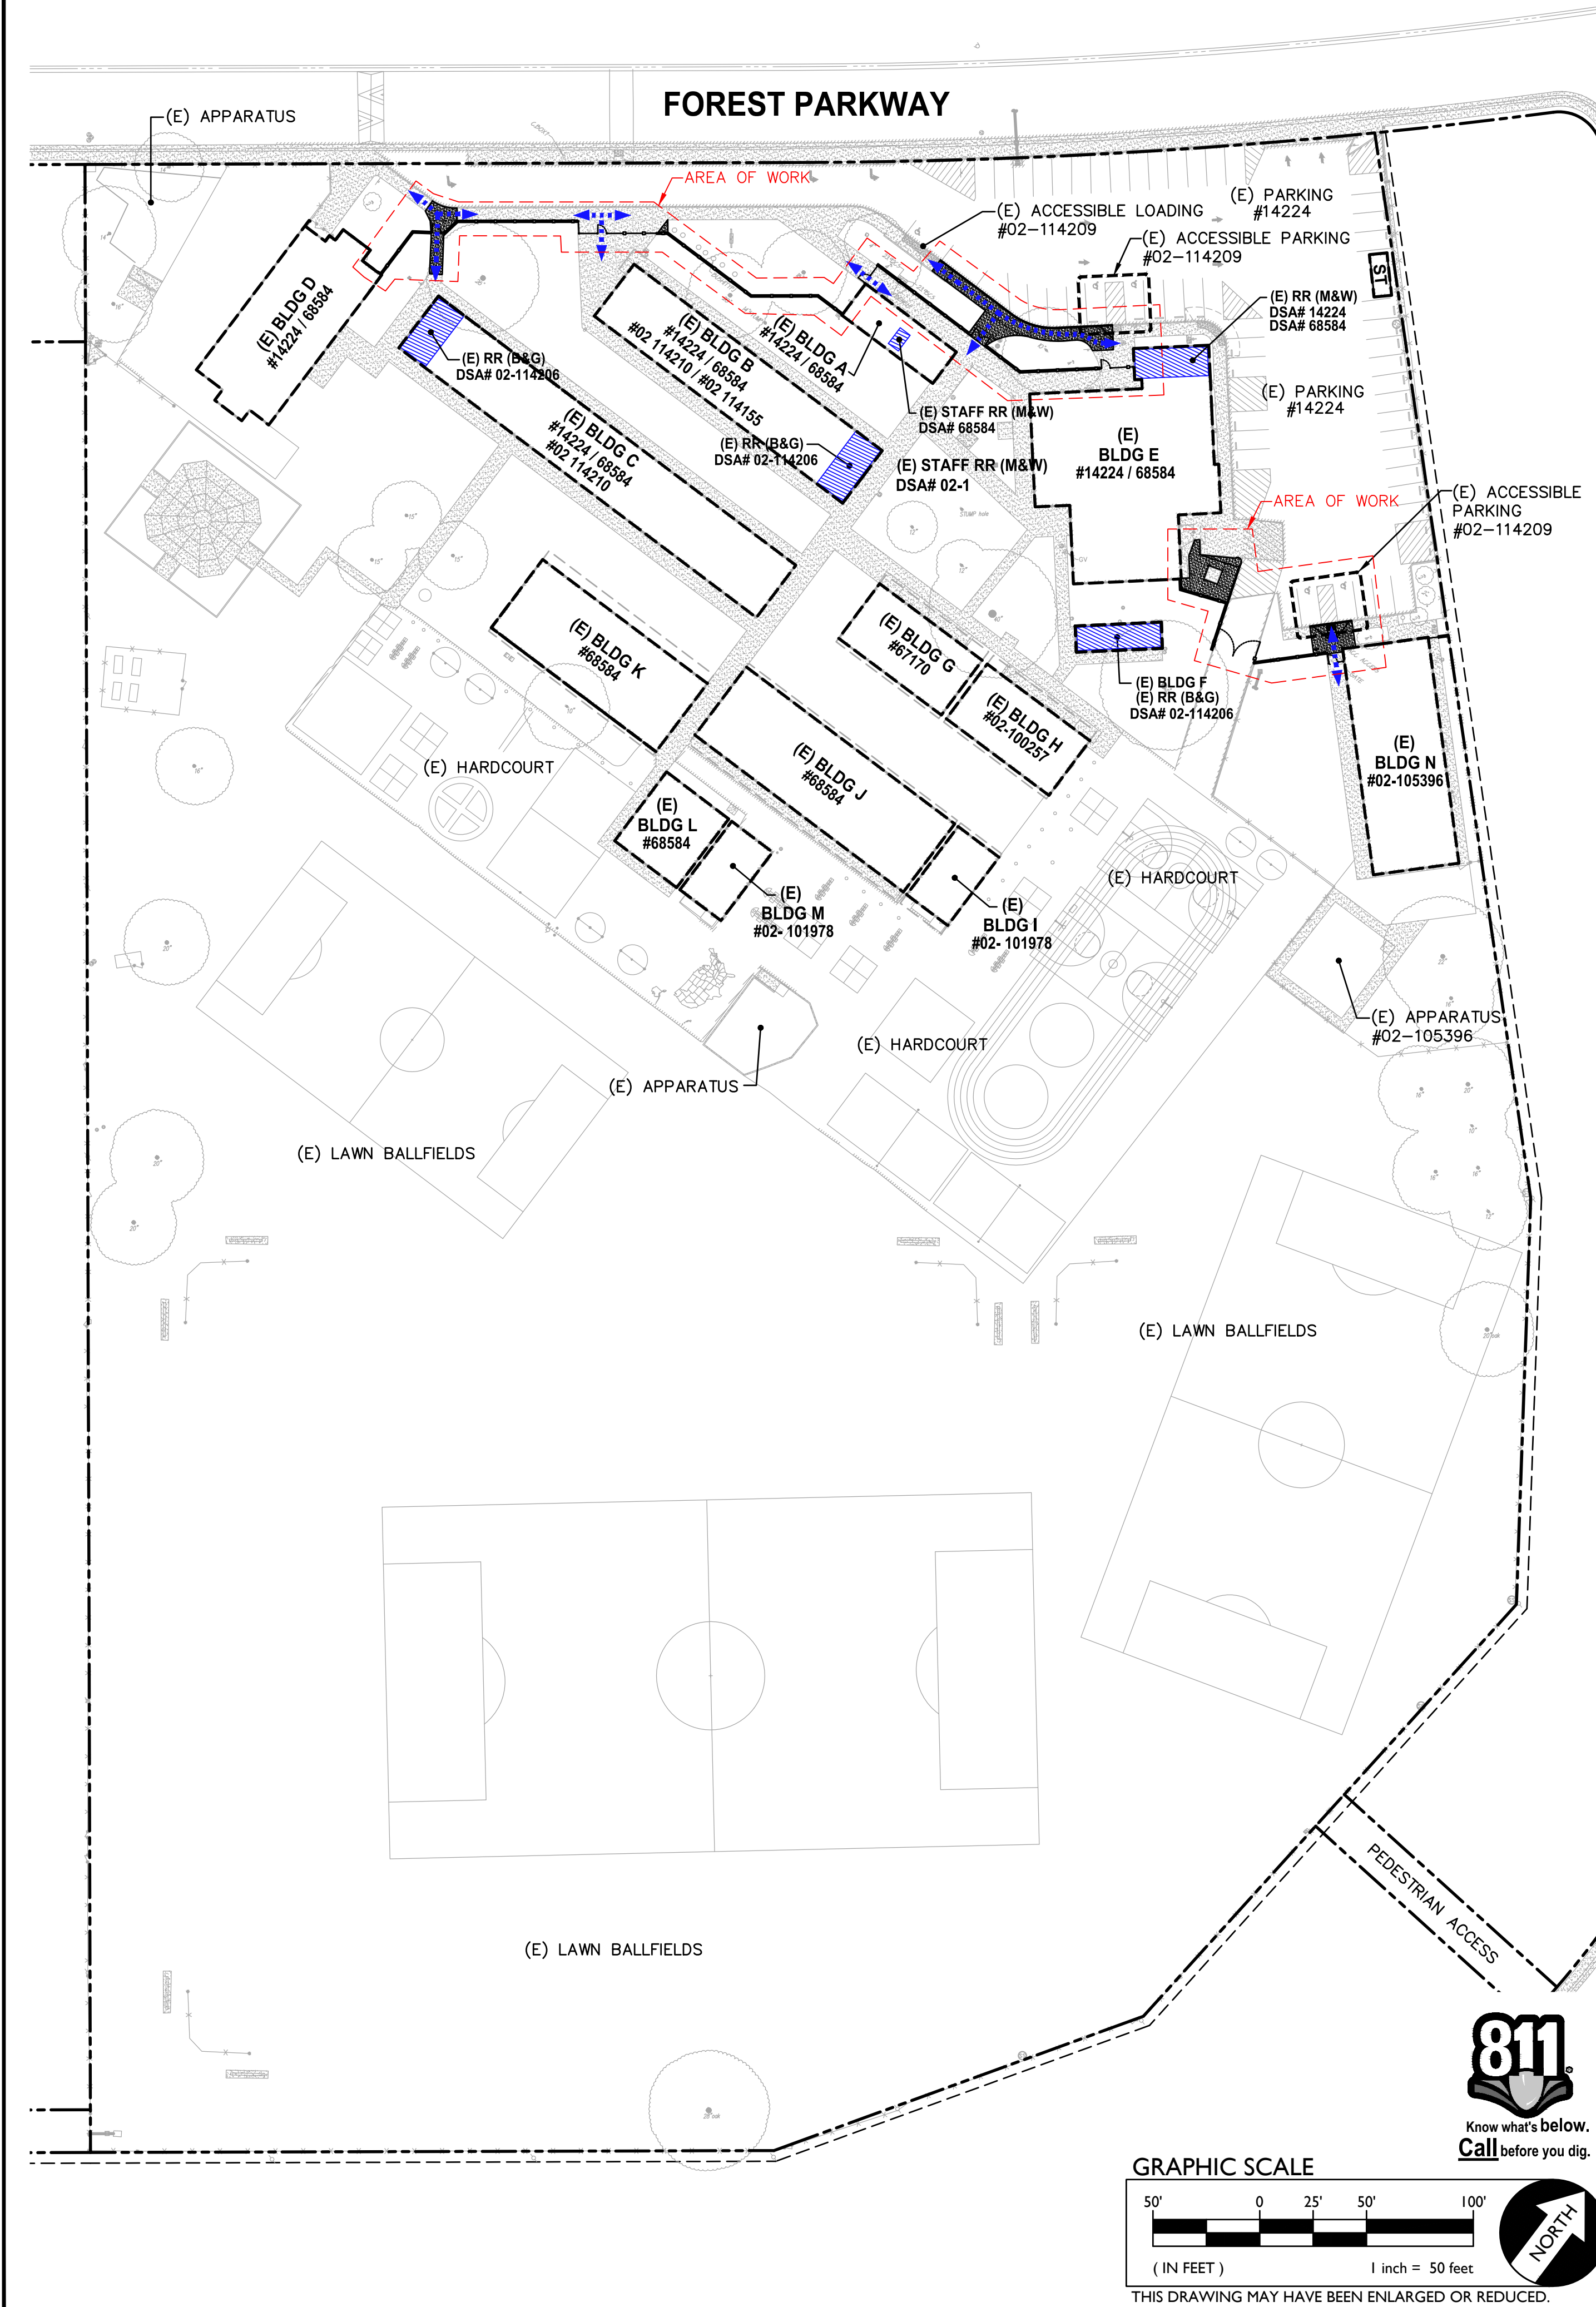 FOREST PARKWAY
(E) APPARATUS
AREA OF WORK
(E) PARKING
#14224
(E) ACCESSIBLE LOADING
#02-114209
(E) ACCESSIBLE PARKING
#02-114209
ST
(E) RR (M&W)
DSA# 14224
DSA# 68584
(E) BLDG D
#14224 / 68584
(E) RR (B&G)
DSA# 02-114206
(E) BLDG B
#14224 / 68584
#02 114210 / #02 114155
(E) BLDG A
#14224 / 68584
(E) PARKING
#14224
(E) STAFF RR (M&W)
DSA# 68584
(E) BLDG C
#14224 / 68584
#02 114210
(E) RR (B&G)
DSA# 02-114206
(E) STAFF RR (M&W)
DSA# 02-1
(E)
BLDG E
#14224 / 68584
AREA OF WORK
(E) ACCESSIBLE
PARKING
#02-114209
STUMP hole
GV
(E) BLDG K
#68584
(E) BLDG G
#67170
(E) BLDG H
#02-100257
(E) BLDG F
(E) RR (B&G)
DSA# 02-114206
(E)
BLDG N
#02-105396
(E) HARDCOURT
(E) BLDG J
#68584
(E)
BLDG L
#68584
(E)
BLDG M
#02- 101978
(E)
BLDG I
#02- 101978
(E) HARDCOURT
(E) APPARATUS
#02-105396
(E) HARDCOURT
(E) APPARATUS
(E) LAWN BALLFIELDS
(E) LAWN BALLFIELDS
20" oak
PEDESTRIAN ACCESS
(E) LAWN BALLFIELDS
811
Know what's below.
Call before you dig.
GRAPHIC SCALE
50' 0 25' 50' 100'
( IN FEET ) 1 inch = 50 feet
NORTH
THIS DRAWING MAY HAVE BEEN ENLARGED OR REDUCED.